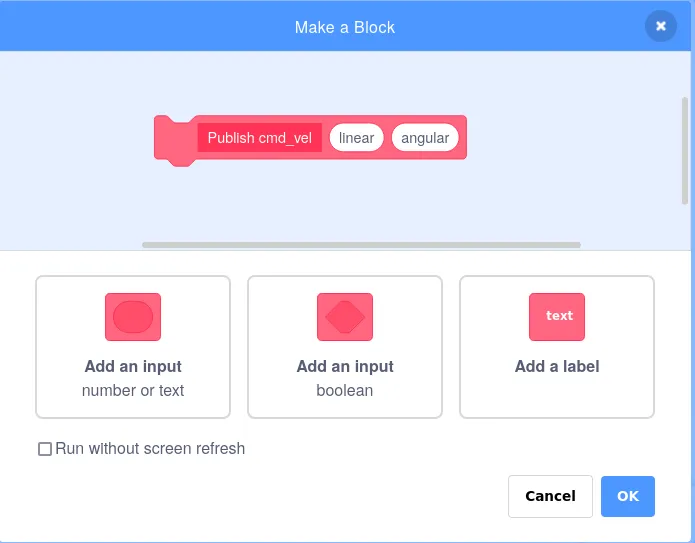 Make a Block
Publish cmd_vel linear angular
text
Add an input
number or text
Add an input
boolean
Add a label
Run without screen refresh
Cancel
OK